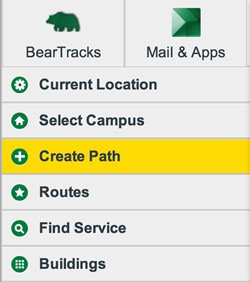 BearTracks
Mail & Apps
Current Location
Select Campus
Create Path
Routes
Find Service
Buildings